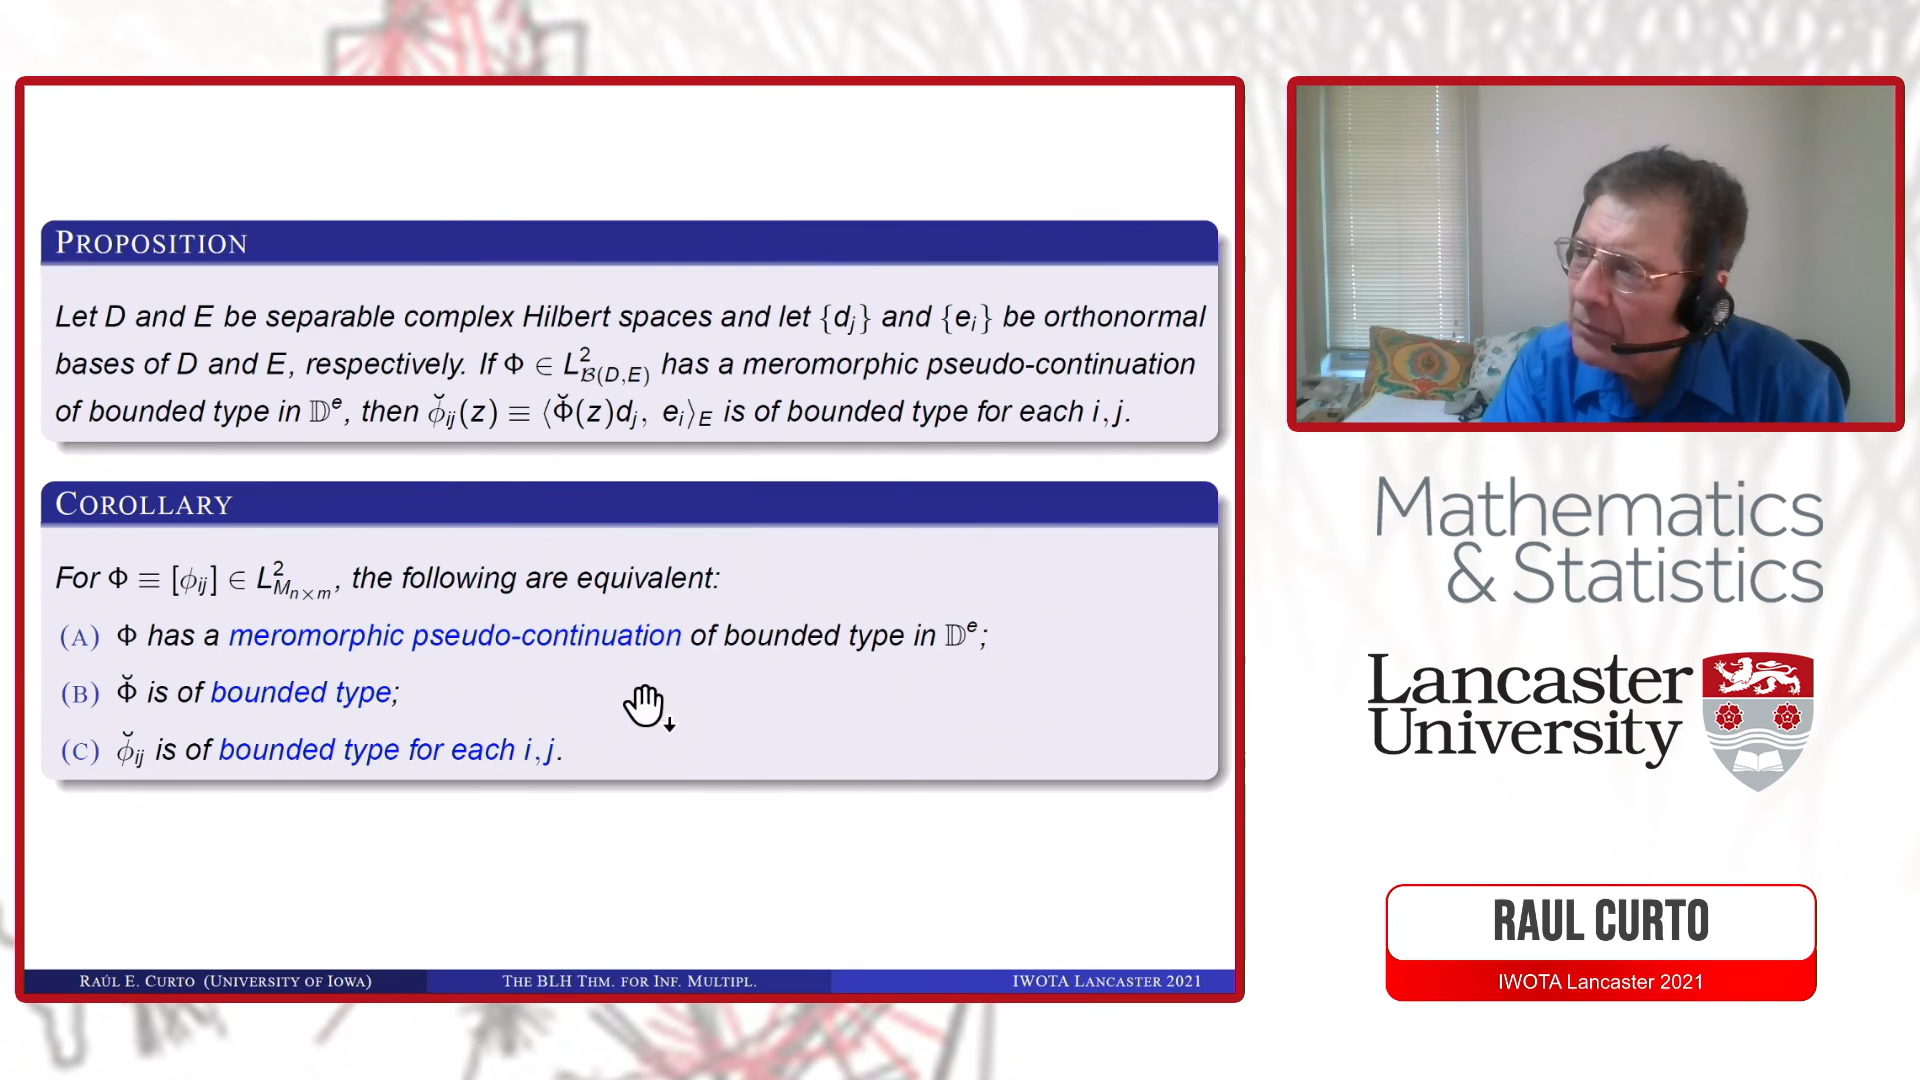 PROPOSITION
Let D and E be separable complex Hilbert spaces and let {d_j} and {e_i} be orthonormal
bases of D and E, respectively. If Φ ∈ L²_{𝓑(D,E)} has a meromorphic pseudo-continuation
of bounded type in 𝔻^e, then φ̆_{ij}(z) ≡ ⟨Φ̆(z)d_j, e_i⟩_E is of bounded type for each i, j.
COROLLARY
For Φ ≡ [φ_{ij}] ∈ L²_{M_{n×m}}, the following are equivalent:
(A) Φ has a meromorphic pseudo-continuation of bounded type in 𝔻^e;
(B) Φ̆ is of bounded type;
(C) φ̆_{ij} is of bounded type for each i, j.
RAÚL E. CURTO (UNIVERSITY OF IOWA) THE BLH THM. FOR INF. MULTIPL. IWOTA LANCASTER 2021
Mathematics
& Statistics
Lancaster
University
RAUL CURTO
IWOTA Lancaster 2021